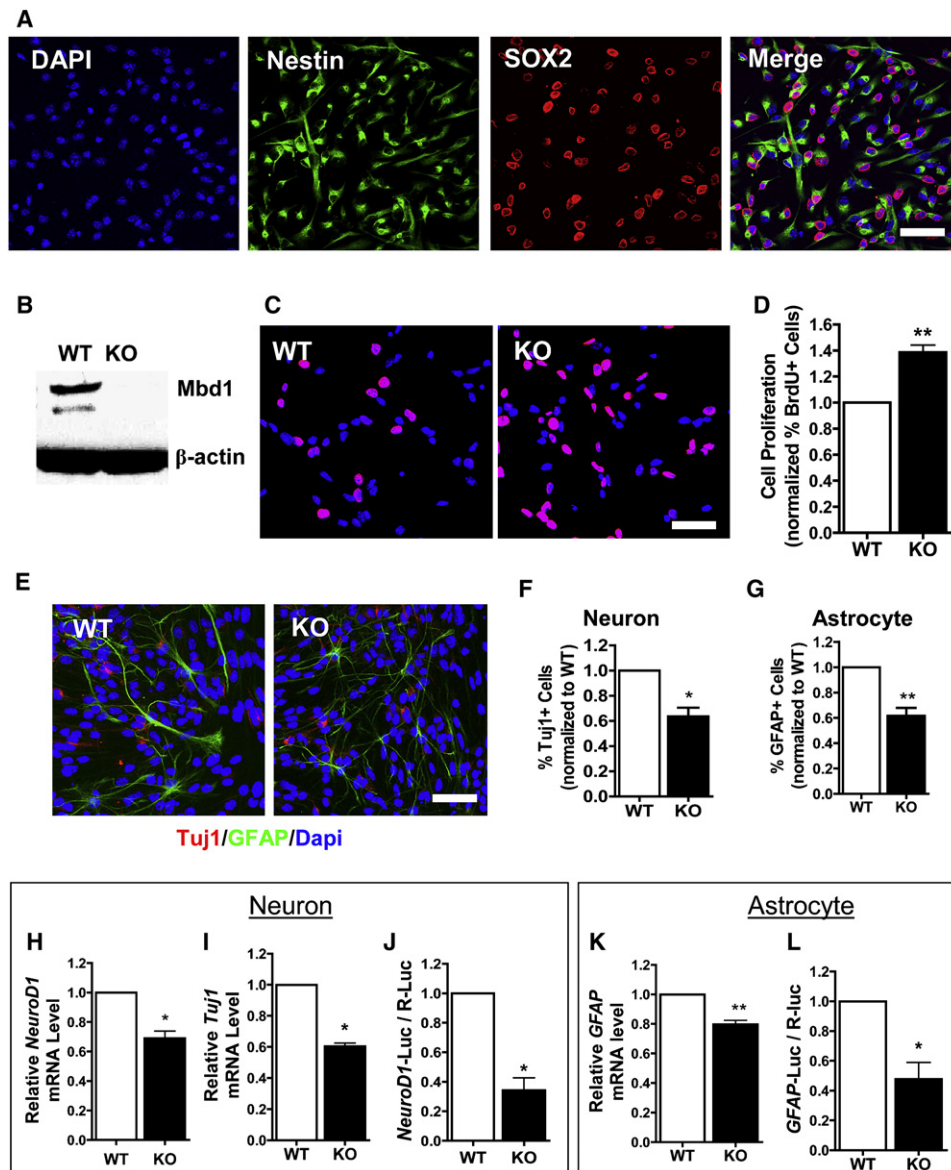 A
DAPI
Nestin
SOX2
Merge
B
WT KO
Mbd1
β-actin
C
WT
KO
D
Cell Proliferation
(normalized % BrdU+ Cells)
1.6
1.4
1.2
1.0
0.8
0.6
0.4
0.2
0.0
**
WT KO
E
WT
KO
Tuj1/GFAP/Dapi
F
Neuron
% Tuj1+ Cells
(normalized to WT)
1.2
1.0
0.8
0.6
0.4
0.2
0.0
*
WT KO
G
Astrocyte
% GFAP+ Cells
(normalized to WT)
1.2
1.0
0.8
0.6
0.4
0.2
0.0
**
WT KO
Neuron
H
Relative NeuroD1
mRNA Level
1.2
1.0
0.8
0.6
0.4
0.2
0.0
*
WT KO
I
Relative Tuj1
mRNA Level
1.2
1.0
0.8
0.6
0.4
0.2
0.0
*
WT KO
J
NeuroD1-Luc / R-Luc
1.2
1.0
0.8
0.6
0.4
0.2
0.0
*
WT KO
Astrocyte
K
Relative GFAP
mRNA level
1.2
1.0
0.8
0.6
0.4
0.2
0.0
**
WT KO
L
GFAP-Luc / R-luc
1.2
1.0
0.8
0.6
0.4
0.2
0.0
*
WT KO